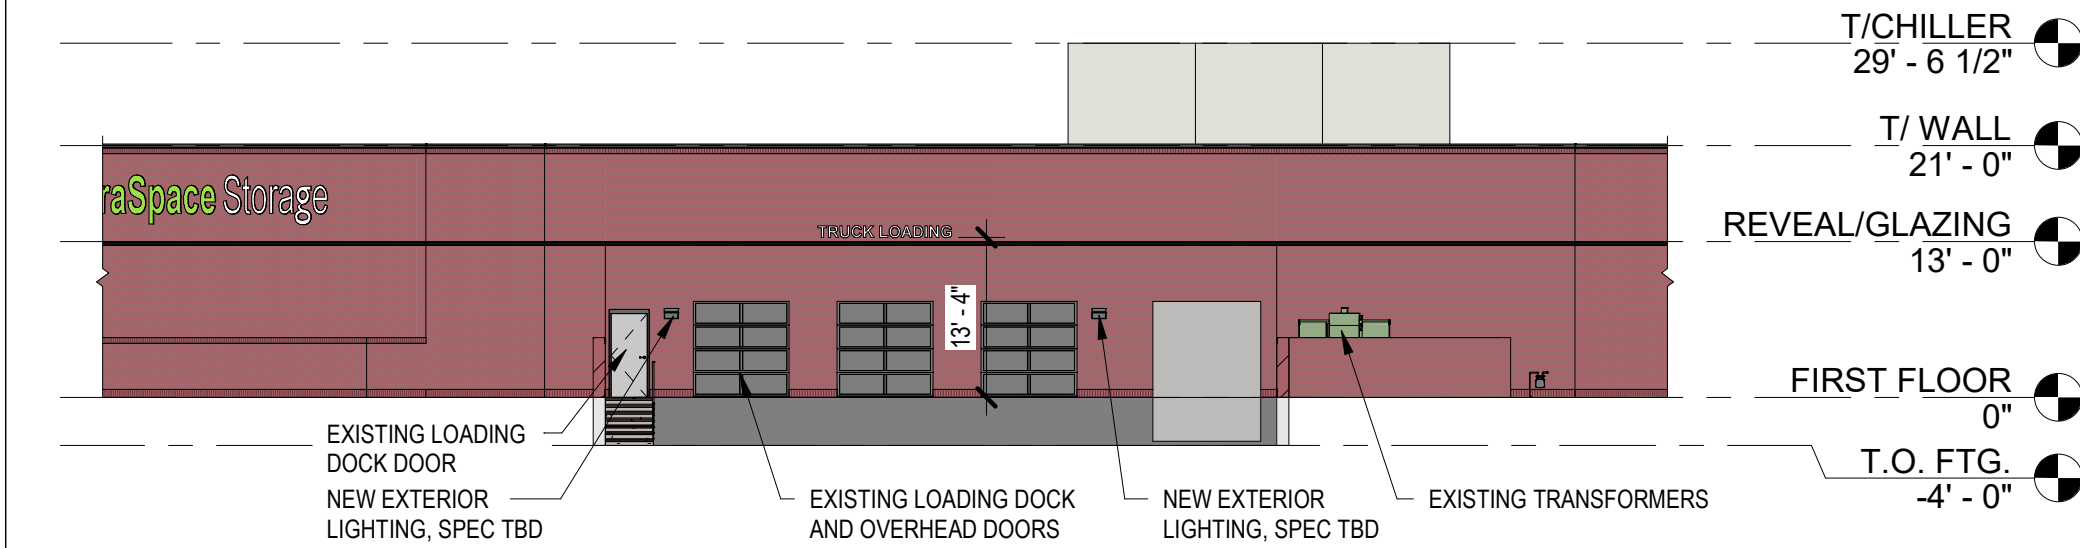 T/CHILLER
29' - 6 1/2"
T/ WALL
21' - 0"
raSpace Storage
REVEAL/GLAZING
13' - 0"
TRUCK LOADING
13' - 4"
FIRST FLOOR
0"
T.O. FTG.
-4' - 0"
EXISTING LOADING
DOCK DOOR
NEW EXTERIOR
LIGHTING, SPEC TBD
EXISTING LOADING DOCK
AND OVERHEAD DOORS
NEW EXTERIOR
LIGHTING, SPEC TBD
EXISTING TRANSFORMERS